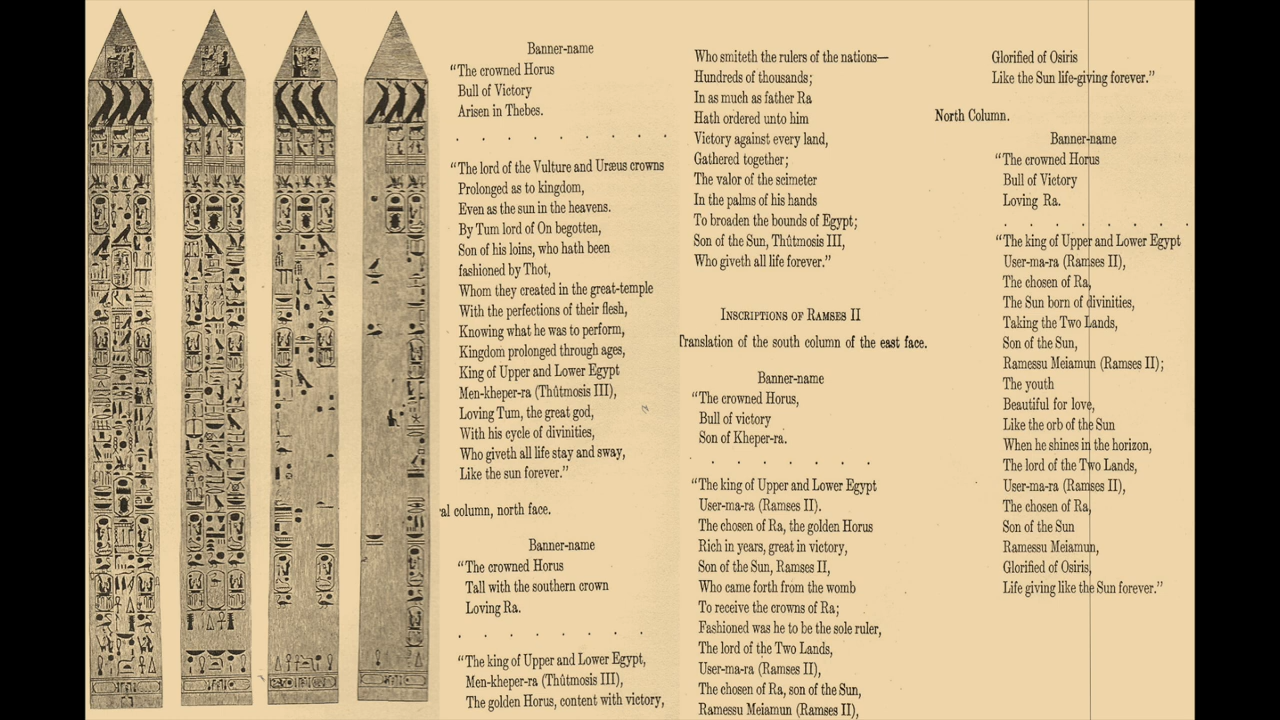 Banner-name
“The crowned Horus
Bull of Victory
Arisen in Thebes.
. . . . . . . . .
“The lord of the Vulture and Uræus crowns
Prolonged as to kingdom,
Even as the sun in the heavens.
By Tum lord of On begotten,
Son of his loins, who hath been
fashioned by Thot,
Whom they created in the great-temple
With the perfections of their flesh,
Knowing what he was to perform,
Kingdom prolonged through ages,
King of Upper and Lower Egypt
Men-kheper-ra (Thûtmosis III),
Loving Tum, the great god,
With his cycle of divinities,
Who giveth all life stay and sway,
Like the sun forever.”
al column, north face.
Banner-name
“The crowned Horus
Tall with the southern crown
Loving Ra.
. . . . . . . .
“The king of Upper and Lower Egypt,
Men-kheper-ra (Thûtmosis III),
The golden Horus, content with victory,
Who smiteth the rulers of the nations—
Hundreds of thousands;
In as much as father Ra
Hath ordered unto him
Victory against every land,
Gathered together;
The valor of the scimeter
In the palms of his hands
To broaden the bounds of Egypt;
Son of the Sun, Thûtmosis III,
Who giveth all life forever.”
Inscriptions of Ramses II
Translation of the south column of the east face.
Banner-name
“The crowned Horus,
Bull of victory
Son of Kheper-ra.
. . . . . . .
“The king of Upper and Lower Egypt
User-ma-ra (Ramses II).
The chosen of Ra, the golden Horus
Rich in years, great in victory,
Son of the Sun, Ramses II,
Who came forth from the womb
To receive the crowns of Ra;
Fashioned was he to be the sole ruler,
The lord of the Two Lands,
User-ma-ra (Ramses II),
The chosen of Ra, son of the Sun,
Ramessu Meiamun (Ramses II),
Glorified of Osiris
Like the Sun life-giving forever.”
North Column.
Banner-name
“The crowned Horus
Bull of Victory
Loving Ra.
. . . . . . . .
“The king of Upper and Lower Egypt
User-ma-ra (Ramses II),
The chosen of Ra,
The Sun born of divinities,
Taking the Two Lands,
Son of the Sun,
Ramessu Meiamun (Ramses II);
The youth
Beautiful for love,
Like the orb of the Sun
When he shines in the horizon,
The lord of the Two Lands,
User-ma-ra (Ramses II),
The chosen of Ra,
Son of the Sun
Ramessu Meiamun,
Glorified of Osiris,
Life giving like the Sun forever.”